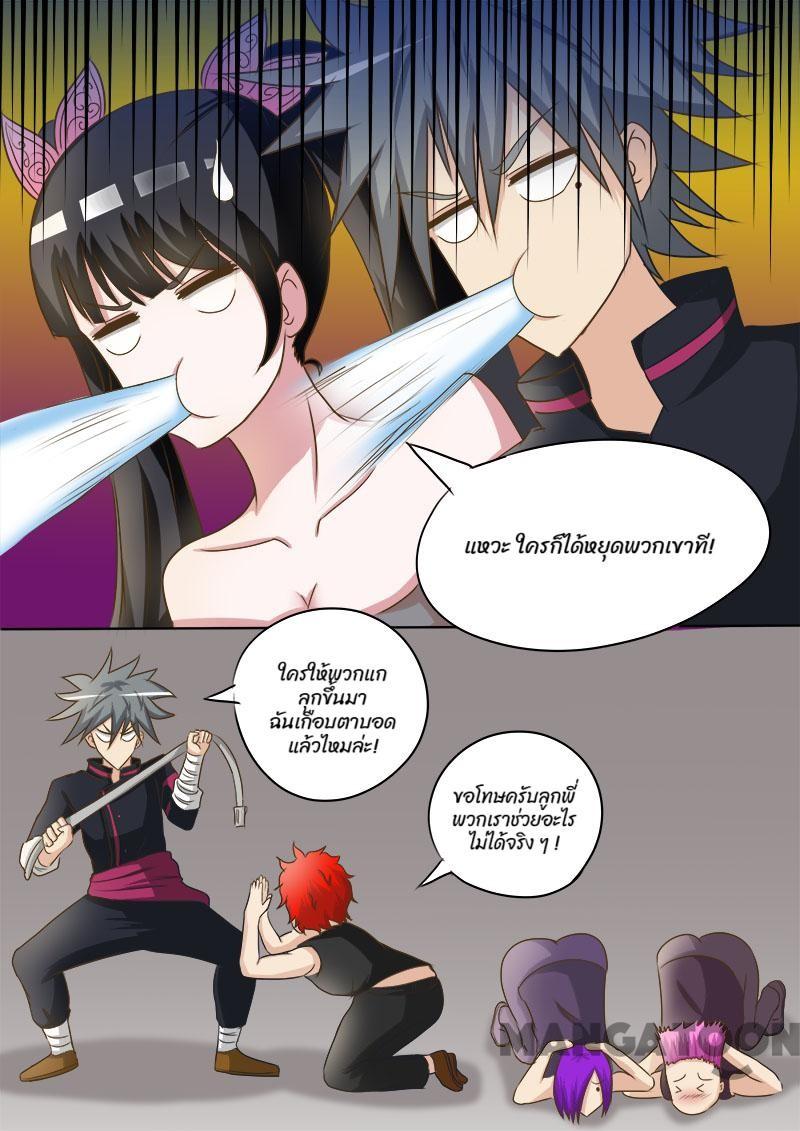 แหวะ ใครก็ได้หยุดพวกเขาที!
ใครให้พวกแก
ลุกขึ้นมา
ฉันเกือบตาบอด
แล้วไหมล่ะ!
ขอโทษครับลูกพี่
พวกเราช่วยอะไร
ไม่ได้จริง ๆ !
MANGATOON